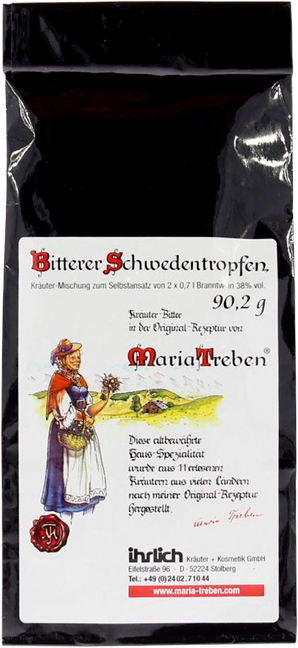 Bitterer Schwedentropfen.
Kräuter-Mischung zum Selbstansatz von 2 x 0,7 l Branntwein 38% vol.
90,2 g
Kräuter-Bitter
in der Original-Rezeptur von
Maria Treben®
Diese altbewährte
Haus-Spezialität
wurde aus 11 erlesenen
Kräutern aus vielen Ländern
nach meiner Original-Rezeptur
hergestellt.
Maria Treben
ihrlich Kräuter + Kosmetik GmbH
Eifelstraße 96 · D - 52224 Stolberg
Tel.: +49 (0) 24 02 . 7 10 44
www.maria-treben.com